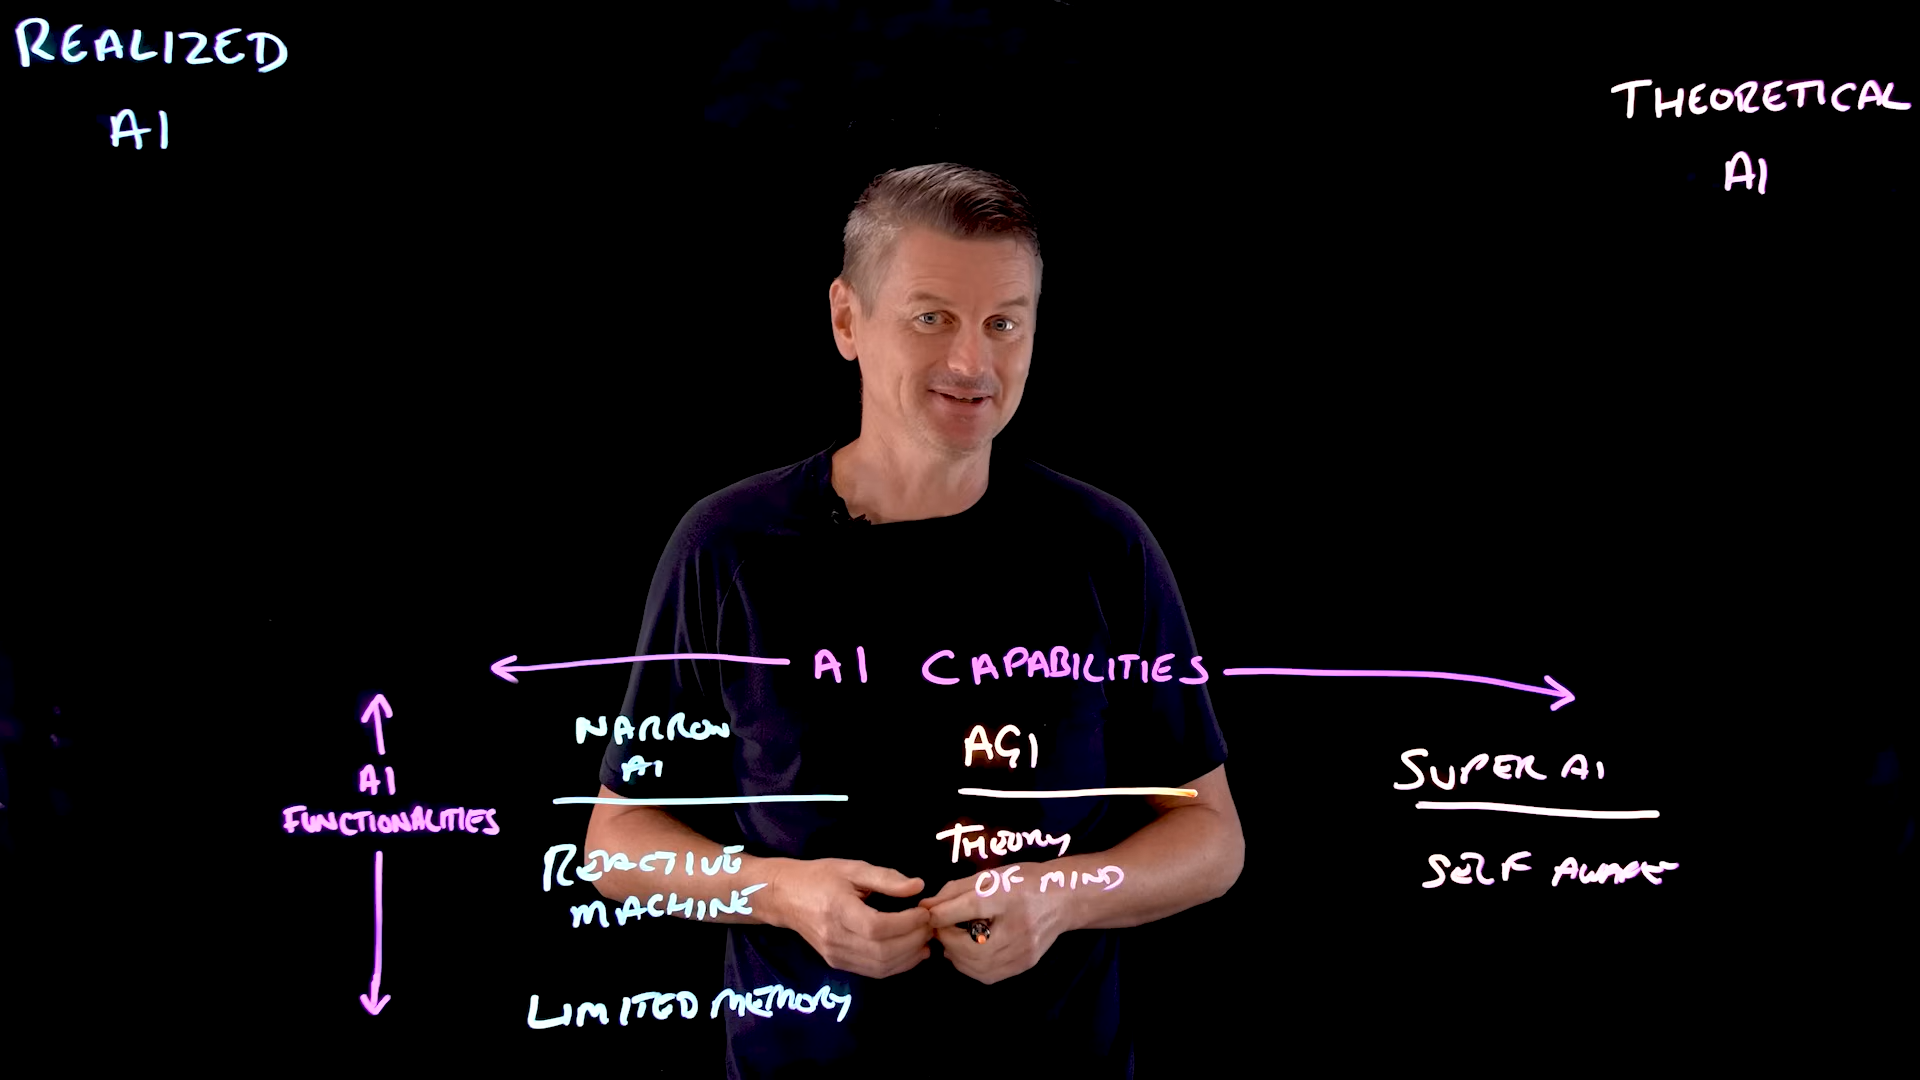 REALIZED
AI
THEORETICAL
AI
AI CAPABILITIES
AI
FUNCTIONALITIES
NARROW
AI
REACTIVE
MACHINE
LIMITED MEMORY
AGI
THEORY
OF MIND
SUPER AI
SELF AWARE